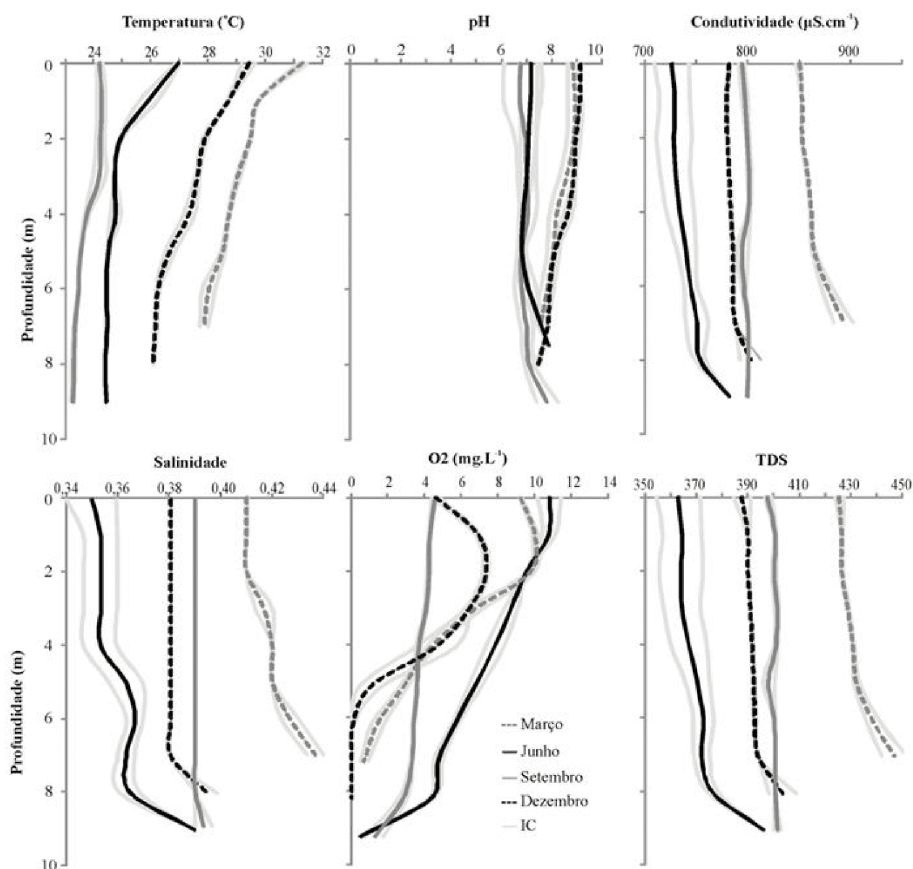 Temperatura (°C)
24 26 28 30 32
0
2
4
6
8
10
Profundidade (m)
pH
0 2 4 6 8 10
Condutividade (µS.cm⁻¹)
700 800 900
Salinidade
0,34 0,36 0,38 0,40 0,42 0,44
0
2
4
6
8
10
Profundidade (m)
O2 (mg.L⁻¹)
0 2 4 6 8 10 12 14
Março
Junho
Setembro
Dezembro
IC
TDS
350 390 410 450